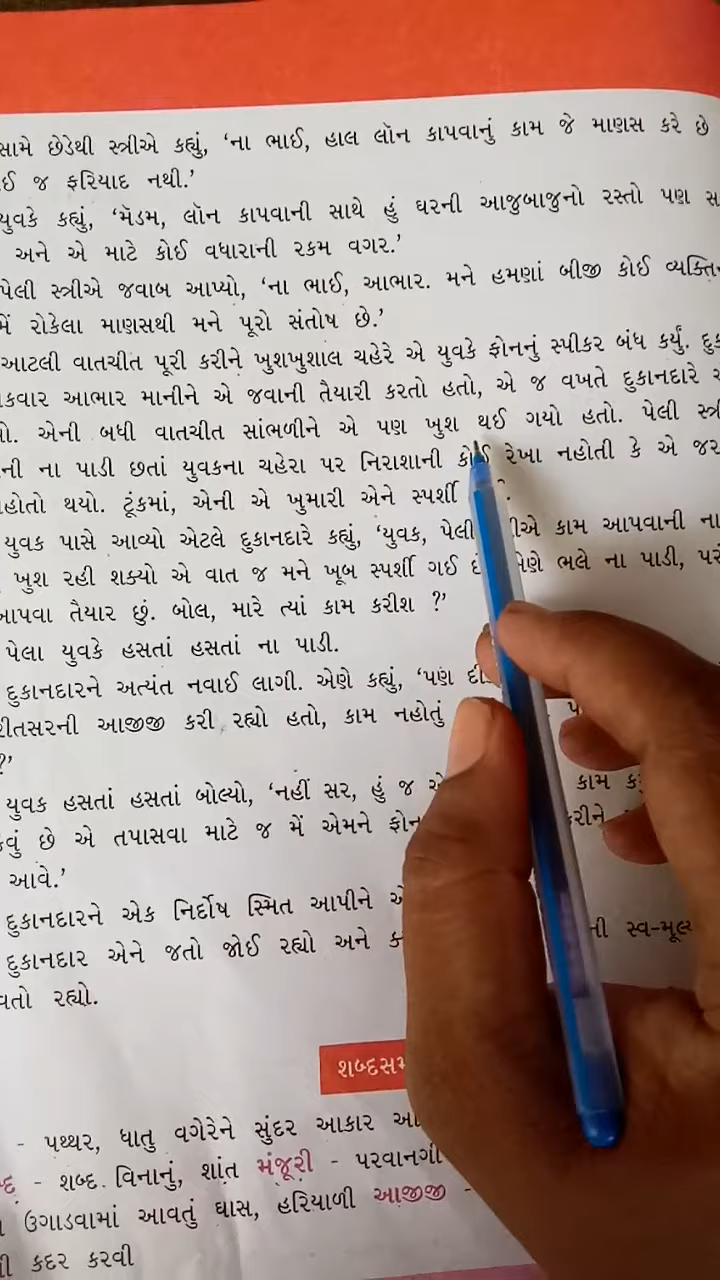 સામે છેડેથી સ્ત્રીએ કહ્યું, ‘ના ભાઈ, હાલ લૉન કાપવાનું કામ જે માણસ કરે છે
જ ફરિયાદ નથી.’
યુવકે કહ્યું, ‘મૅડમ, લૉન કાપવાની સાથે હું ઘરની આજુબાજુનો રસ્તો પણ
અને એ માટે કોઈ વધારાની રકમ વગર.’
પેલી સ્ત્રીએ જવાબ આપ્યો, ‘ના ભાઈ, આભાર. મને હમણાં બીજી કોઈ
મેં રોકેલા માણસથી મને પૂરો સંતોષ છે.’
આટલી વાતચીત પૂરી કરીને ખુશખુશાલ ચહેરે એ યુવકે ફોનનું સ્પીકર બંધ કર્યું.
આભાર માનીને એ જવાની તૈયારી કરતો હતો, એ જ વખતે દુકાનદારે
એની બધી વાતચીત સાંભળીને એ પણ ખુશ થઈ ગયો હતો. પેલી
ના પાડી છતાં યુવકના ચહેરા પર નિરાશાની કોઈ રેખા નહોતી કે એ
થયો. ટૂંકમાં, એની એ ખુમારી એને સ્પર્શી
યુવક પાસે આવ્યો એટલે દુકાનદારે કહ્યું, ‘યુવક, પેલી કામ આપવાની ના
ખુશ રહી શક્યો એ વાત જ મને ખૂબ સ્પર્શી ગઈ ભલે ના પાડી,
તૈયાર છું. બોલ, મારે ત્યાં કામ કરીશ ?’
પેલા યુવકે હસતાં હસતાં ના પાડી.
દુકાનદારને અત્યંત નવાઈ લાગી. એણે કહ્યું, ‘પણ
આજીજી કરી રહ્યો હતો, કામ નહોતું
?’
યુવક હસતાં હસતાં બોલ્યો, ‘નહીં સર, હું જ કામ
છે એ તપાસવા માટે જ મેં એમને
આવે.’
દુકાનદારને એક નિર્દોષ સ્મિત આપીને
દુકાનદાર એને જતો જોઈ રહ્યો અને
રહ્યો.
- પથ્થર, ધાતુ વગેરેને સુંદર આકાર
- શબ્દ વિનાનું, શાંત મંજૂરી - પરવાનગી
ઉગાડવામાં આવતું ઘાસ, હરિયાળી આજીજી -
કદર કરવી